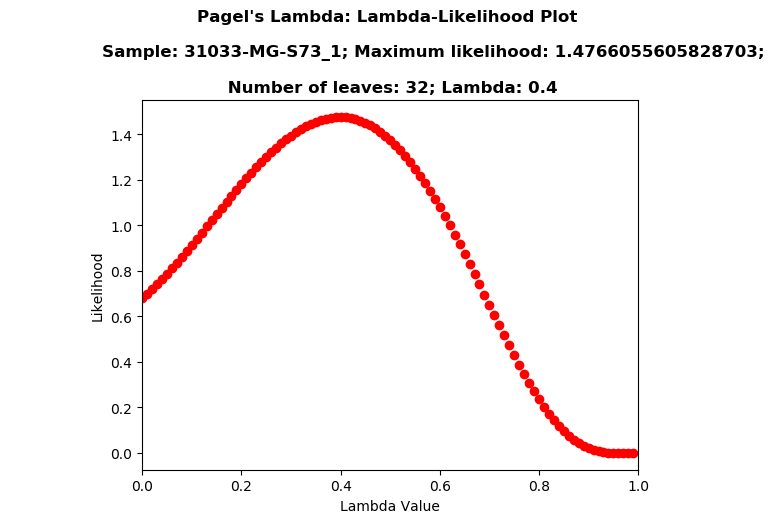 Pagel's Lambda: Lambda-Likelihood Plot
Sample: 31033-MG-S73_1; Maximum likelihood: 1.4766055605828703;
Number of leaves: 32; Lambda: 0.4
1.4
1.2
1.0
0.8
0.6
0.4
0.2
0.0
Likelihood
0.0 0.2 0.4 0.6 0.8 1.0
Lambda Value